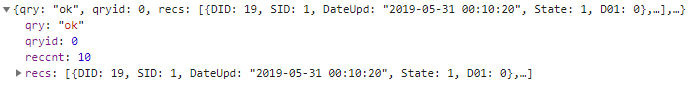 ▼{qry: "ok", qryid: 0, recs: [{DID: 19, SID: 1, DateUpd: "2019-05-31 00:10:20", State: 1, D01: 0},…],…}
qry: "ok"
qryid: 0
reccnt: 10
▶recs: [{DID: 19, SID: 1, DateUpd: "2019-05-31 00:10:20", State: 1, D01: 0},…]